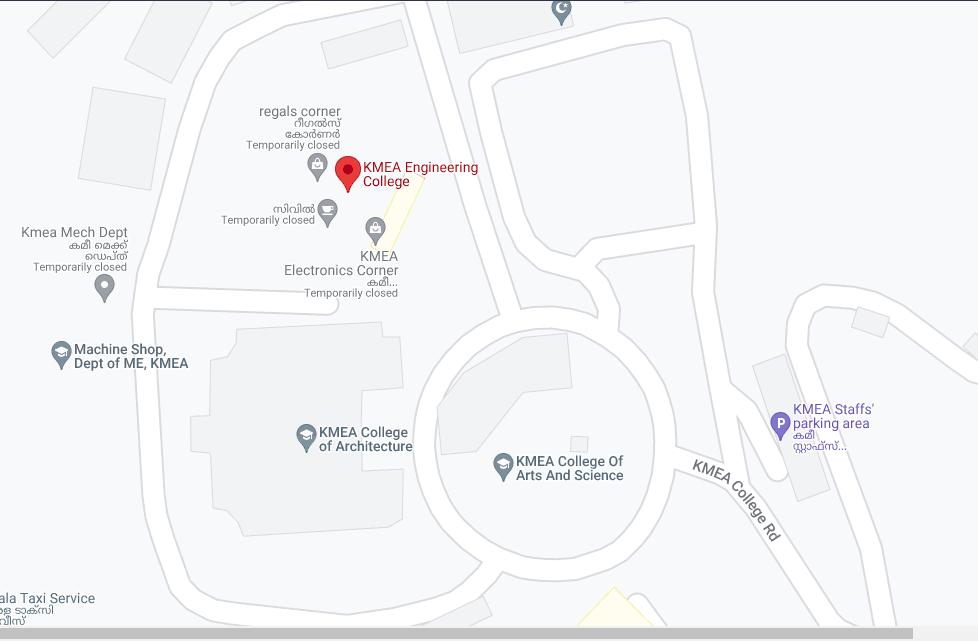 regals corner
റീഗൽസ്
കോർണർ
Temporarily closed
KMEA Engineering
College
സിവിൽ
Temporarily closed
Kmea Mech Dept
കമീ മെക്ക്
ഡെപ്ത്
Temporarily closed
KMEA
Electronics Corner
കമീ...
Temporarily closed
Machine Shop,
Dept of ME, KMEA
KMEA College
of Architecture
KMEA College Of
Arts And Science
KMEA Staffs'
parking area
P
കമീ
സ്റ്റാഫ്സ്...
KMEA College Rd
ala Taxi Service
ള ടാക്സി
വീസ്